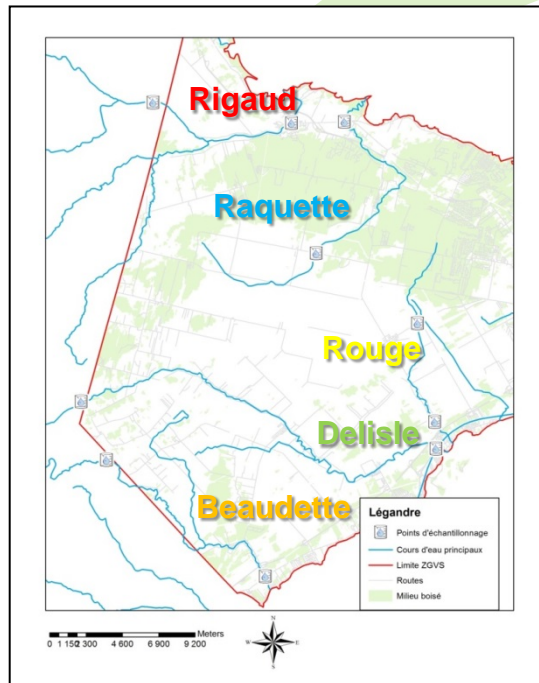 Rigaud
Raquette
Rouge
Delisle
Beaudette
Légandre
Points d'échantillonnage
Cours d'eau principaux
Limite ZGVS
Routes
Milieu boisé
N
W E
S
Meters
0 1 150 2 300 4 600 6 900 9 200